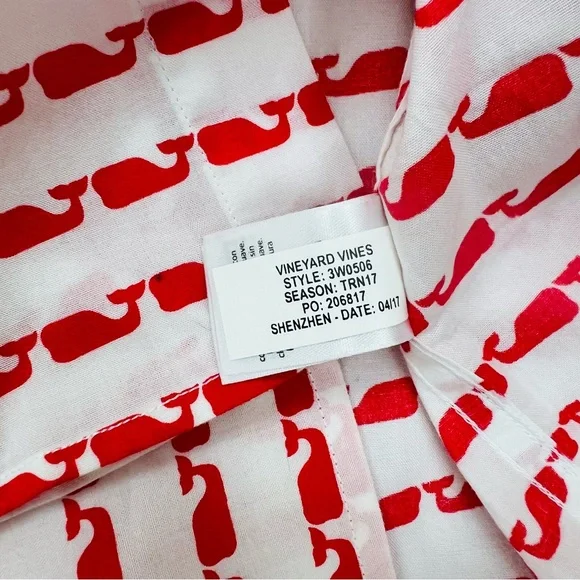 VINEYARD VINES
STYLE: 3W0506
SEASON: TRN17
PO: 206817
SHENZHEN - DATE: 04/17